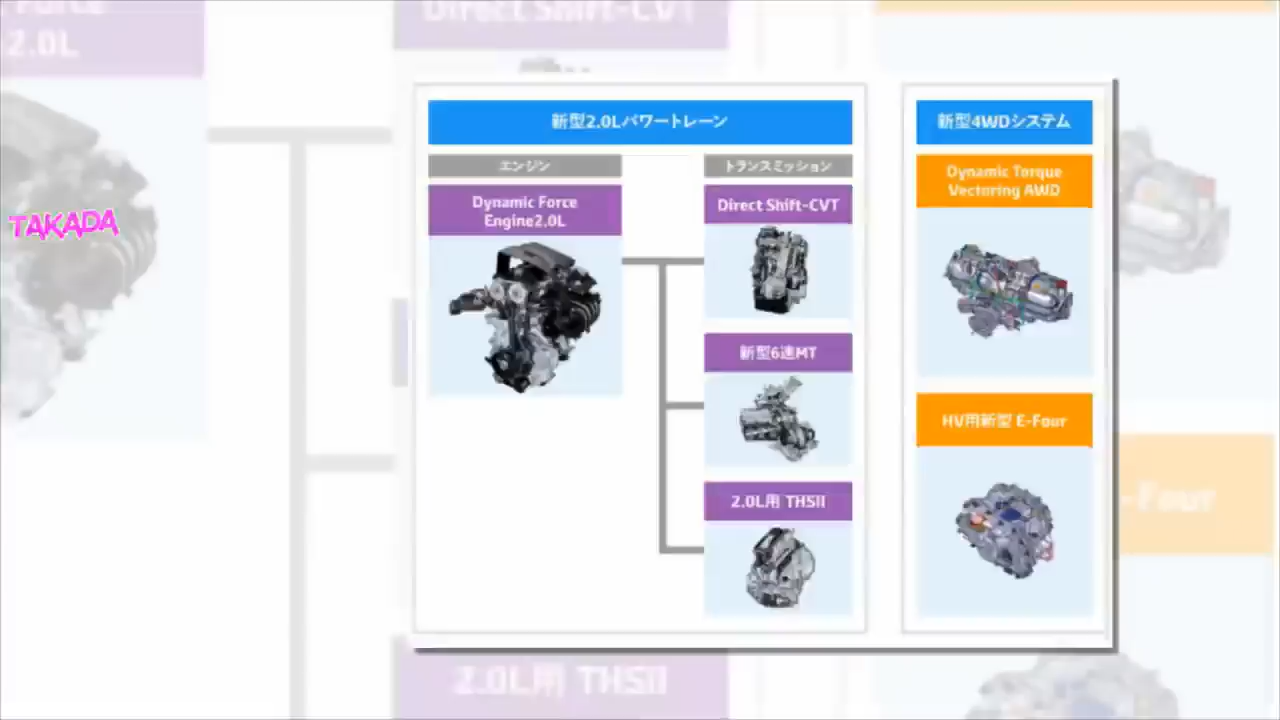 Force
2.0L
Direct Shift-CVT
TAKADA
新型2.0Lパワートレーン
エンジン
Dynamic Force
Engine2.0L
トランスミッション
Direct Shift-CVT
新型6速MT
2.0L用 THSII
新型4WDシステム
Dynamic Torque
Vectoring AWD
HV用新型 E-Four
-Four
2.0L用 THSII